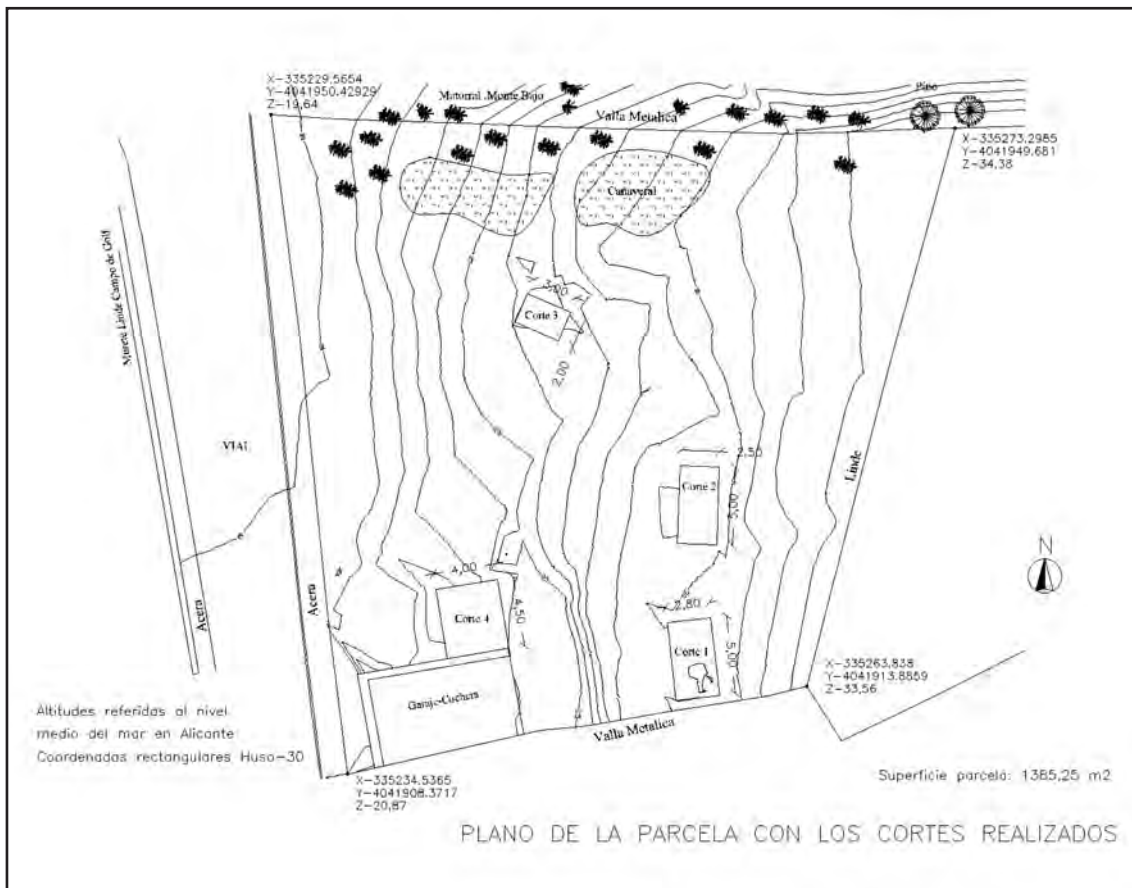 X-335229.5654
Y-4041950.42929
Z-19,64
Matorral .Monte Bajo
Valla Metalica
Pino
X-335273.2985
Y-4041949.681
Z-34,38
Cañaveral
Murete Linde Campo de Golf
3,00
Corte 3
2,00
VIAL
Linde
2,50
Corte 2
5,00
N
Acera
Acera
4,00
4,50
Corte 4
2,80
Corte 1
5,00
X-335263.838
Y-4041913.8859
Z-33,56
Garaje-Cochera
Valla Metalica
Altitudes referidas al nivel
medio del mar en Alicante
Coordenadas rectangulares Huso-30
X-335234.5365
Y-4041908.3717
Z-20,87
Superficie parcela: 1385,25 m2
PLANO DE LA PARCELA CON LOS CORTES REALIZADOS